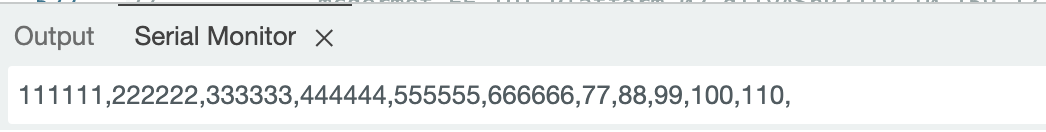 Output Serial Monitor ×
111111,222222,333333,444444,555555,666666,77,88,99,100,110,